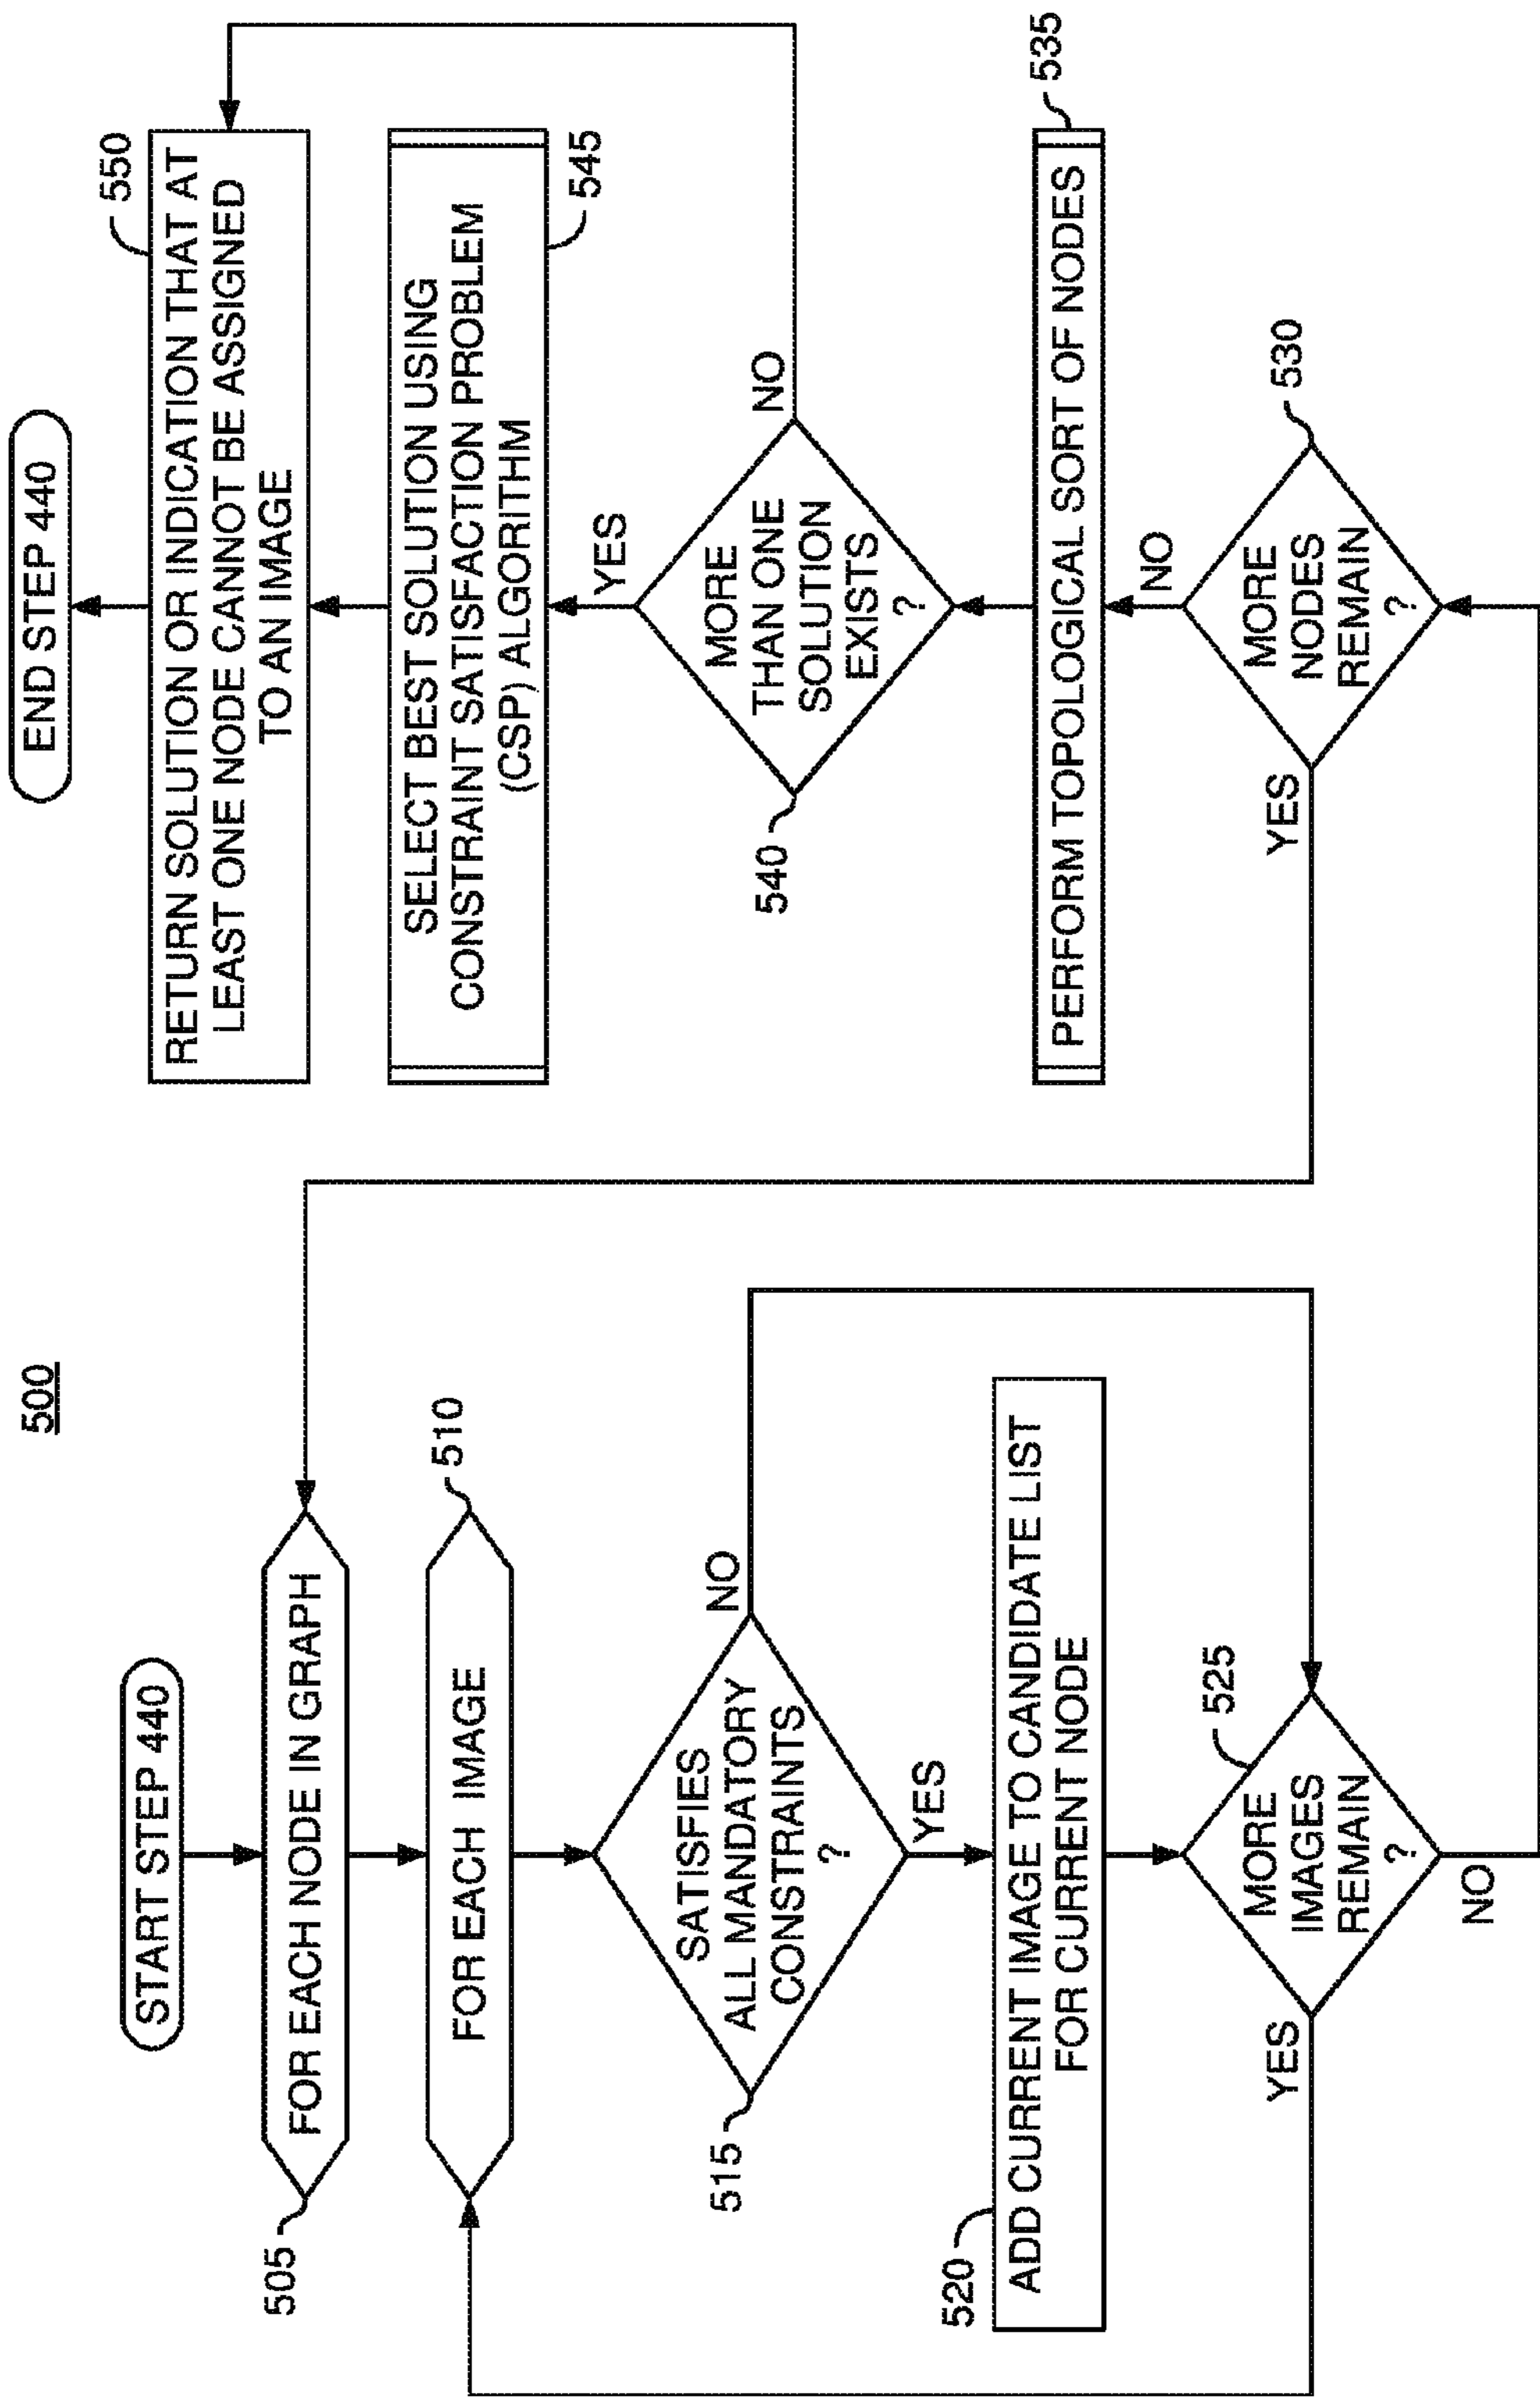 500
START STEP 440
505
FOR EACH NODE IN GRAPH
510
FOR EACH IMAGE
515
SATISFIES
ALL MANDATORY
CONSTRAINTS
?
NO
YES
520
ADD CURRENT IMAGE TO CANDIDATE LIST
FOR CURRENT NODE
525
MORE
IMAGES
REMAIN
?
YES
NO
END STEP 440
550
RETURN SOLUTION OR INDICATION THAT AT
LEAST ONE NODE CANNOT BE ASSIGNED
TO AN IMAGE
SELECT BEST SOLUTION USING
CONSTRAINT SATISFACTION PROBLEM
(CSP) ALGORITHM
545
YES
NO
540
MORE
THAN ONE
SOLUTION
EXISTS
?
535
PERFORM TOPOLOGICAL SORT OF NODES
NO
YES
530
MORE
NODES
REMAIN
?